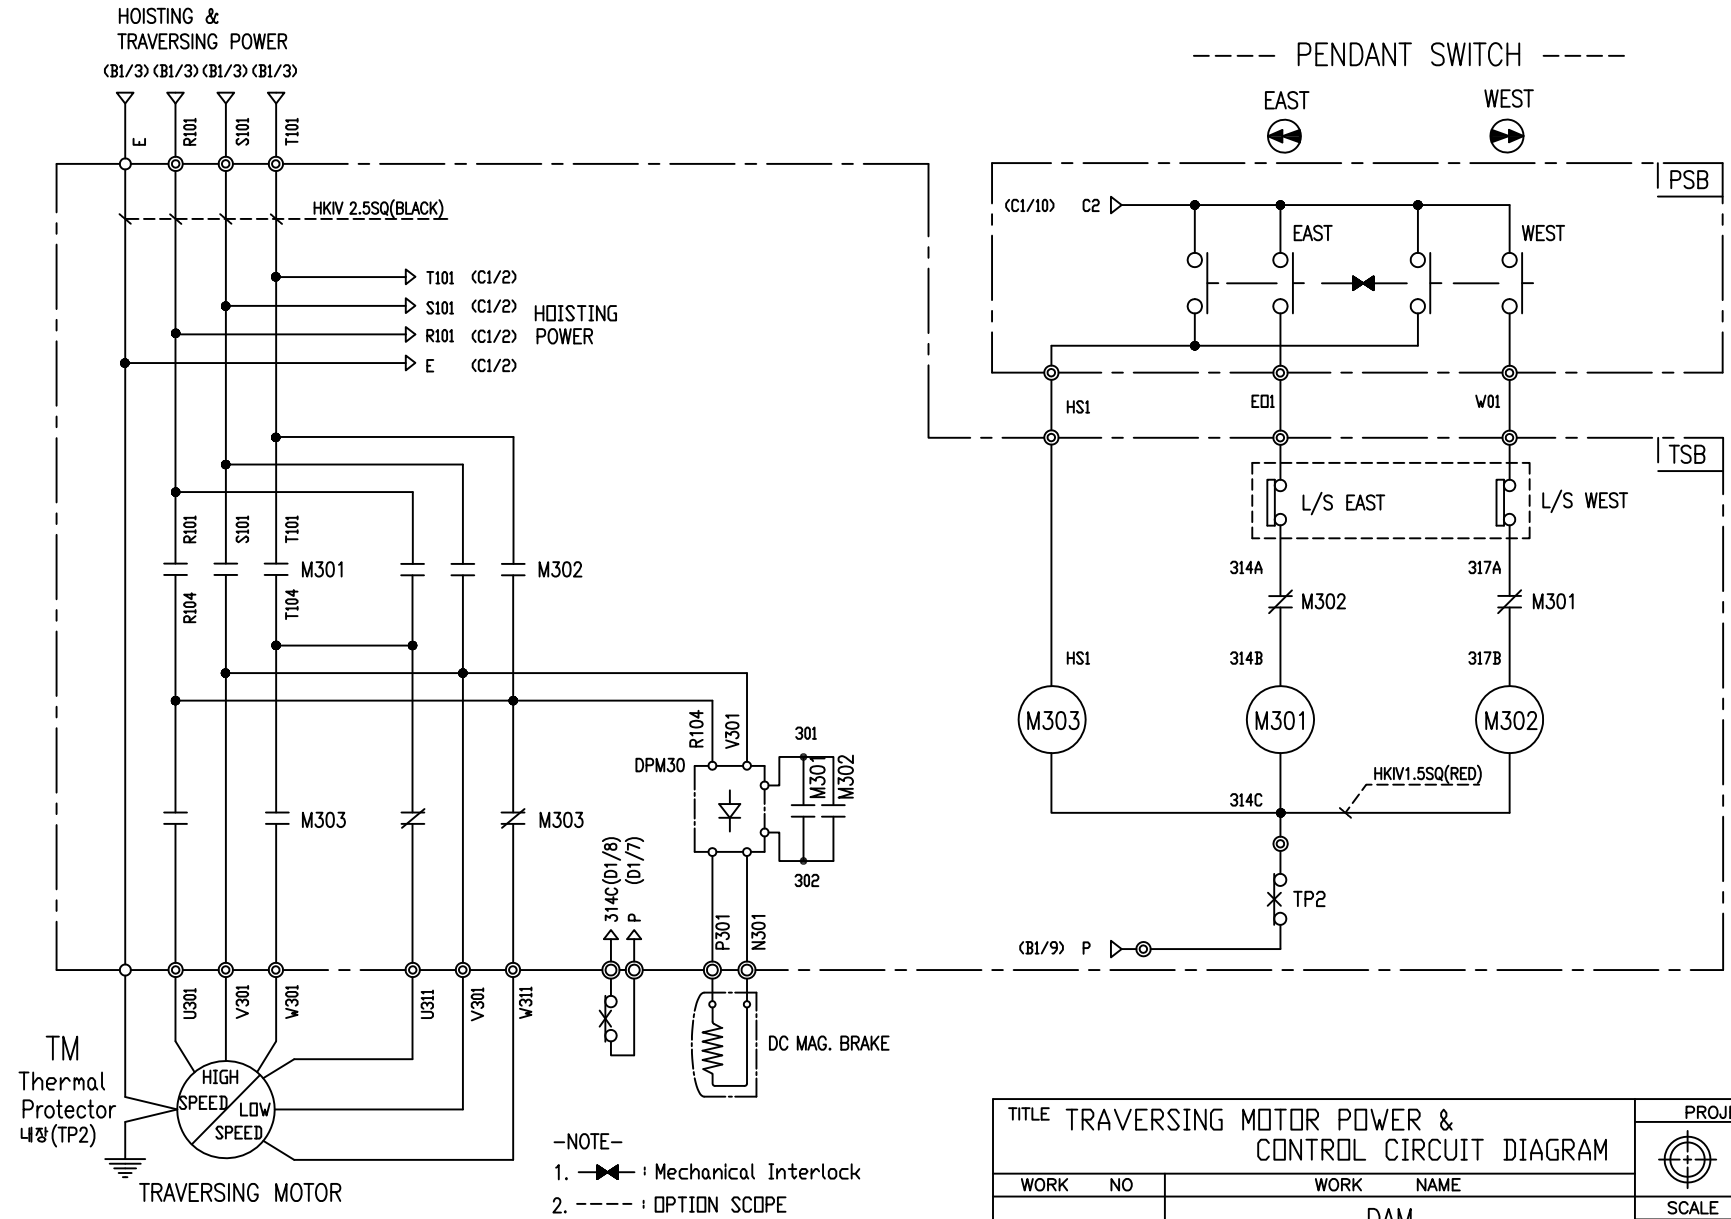 HOISTING &
TRAVERSING POWER
(B1/3) (B1/3) (B1/3) (B1/3)
E
R101
S101
T101
HKIV 2.5SQ(BLACK)
T101 (C1/2)
S101 (C1/2)
R101 (C1/2)
E (C1/2)
HOISTING
POWER
R101
S101
T101
M301
M302
R104
T104
M303
M303
R104
V301
DPM30
301
M301
M302
302
314C(D1/8)
P (D1/7)
P301
N301
U301
V301
W301
U311
V301
W311
DC MAG. BRAKE
TM
Thermal
Protector
내장(TP2)
HIGH
SPEED
LOW
SPEED
TRAVERSING MOTOR
-NOTE-
1. : Mechanical Interlock
2. ---- : OPTION SCOPE
---- PENDANT SWITCH ----
EAST
WEST
PSB
(C1/10) C2
EAST
WEST
HS1
EO1
W01
TSB
L/S EAST
L/S WEST
314A
317A
M302
M301
HS1
314B
317B
M303
M301
M302
HKIV1.5SQ(RED)
314C
TP2
(B1/9) P
TITLE TRAVERSING MOTOR POWER &
CONTROL CIRCUIT DIAGRAM
PROJE
WORK NO
WORK NAME
SCALE
DAM